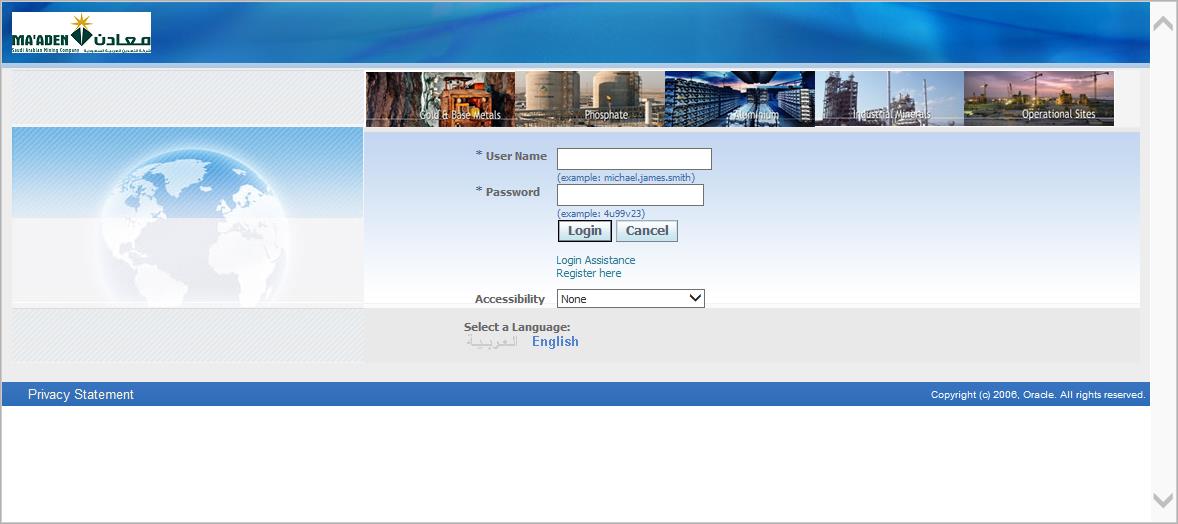 MA'ADEN معادن
Saudi Arabian Mining Company شركة التعدين العربية السعودية
Gold & Base Metals Phosphate Aluminium Industrial Minerals Operational Sites
* User Name
(example: michael.james.smith)
* Password
(example: 4u99v23)
Login Cancel
Login Assistance
Register here
Accessibility None
Select a Language:
العربية English
Privacy Statement Copyright (c) 2006, Oracle. All rights reserved.